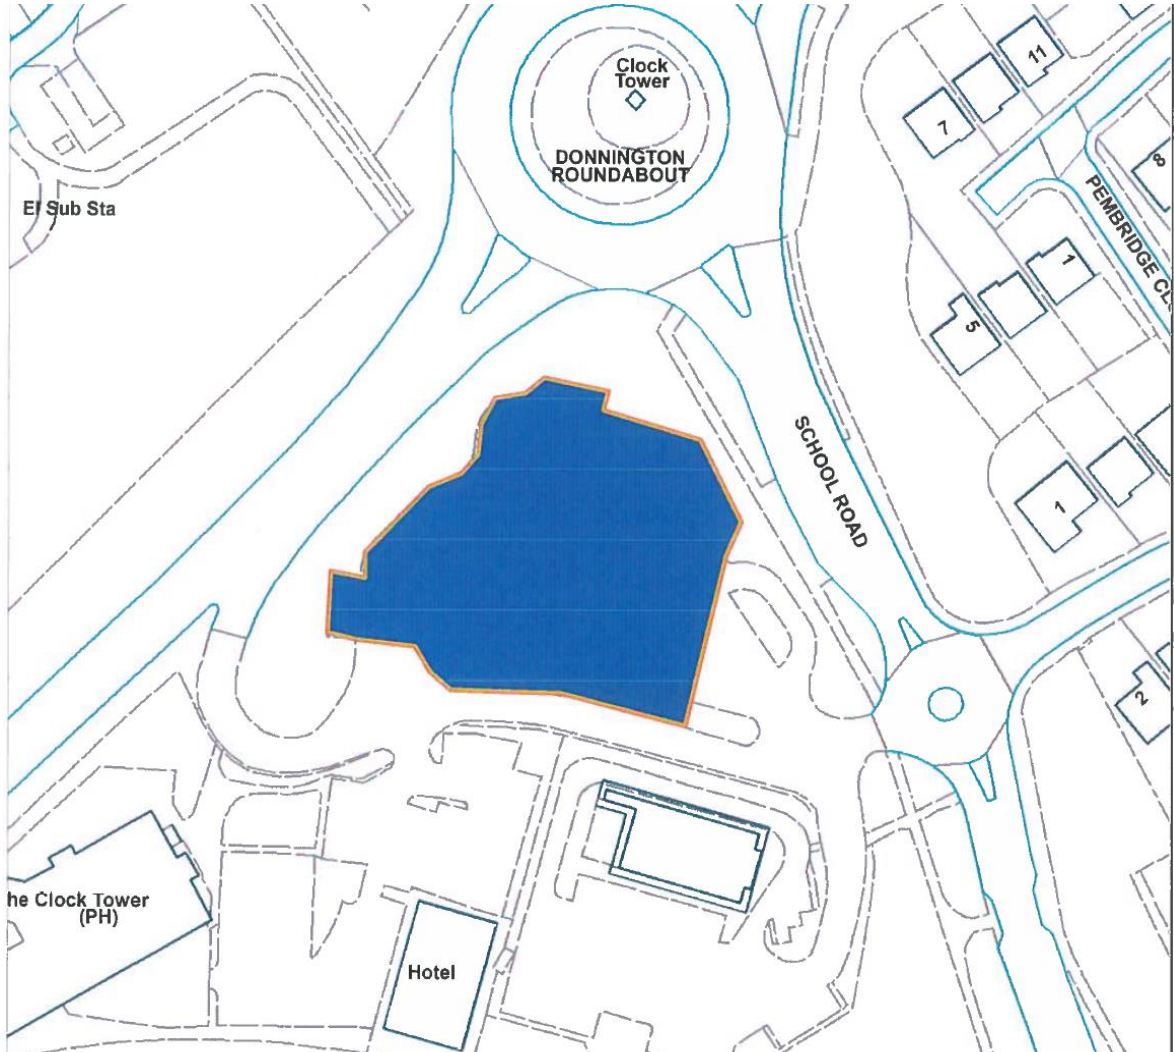 Clock
Tower
DONNINGTON
ROUNDABOUT
11
7
8
El Sub Sta
PEMBRIDGE CL
1
5
SCHOOL ROAD
1
2
he Clock Tower
(PH)
Hotel